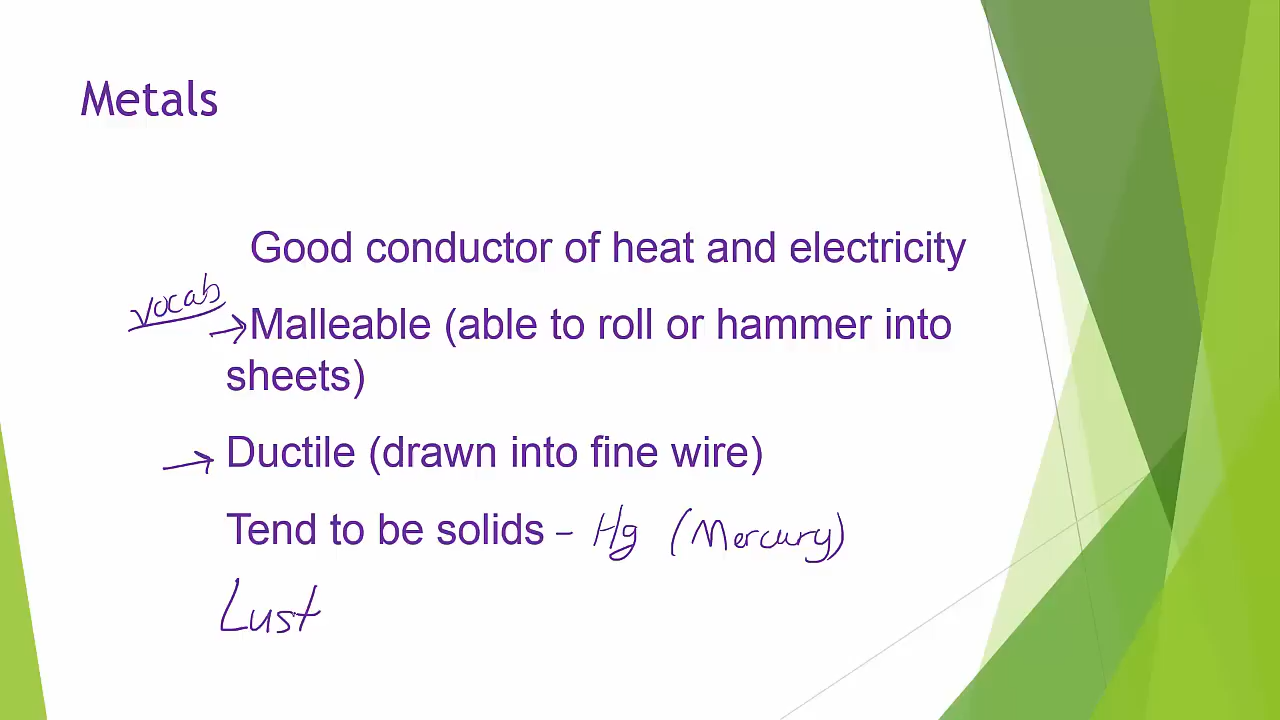 Metals
Good conductor of heat and electricity
vocab
→Malleable (able to roll or hammer into
sheets)
→ Ductile (drawn into fine wire)
Tend to be solids - Hg (Mercury)
Lust